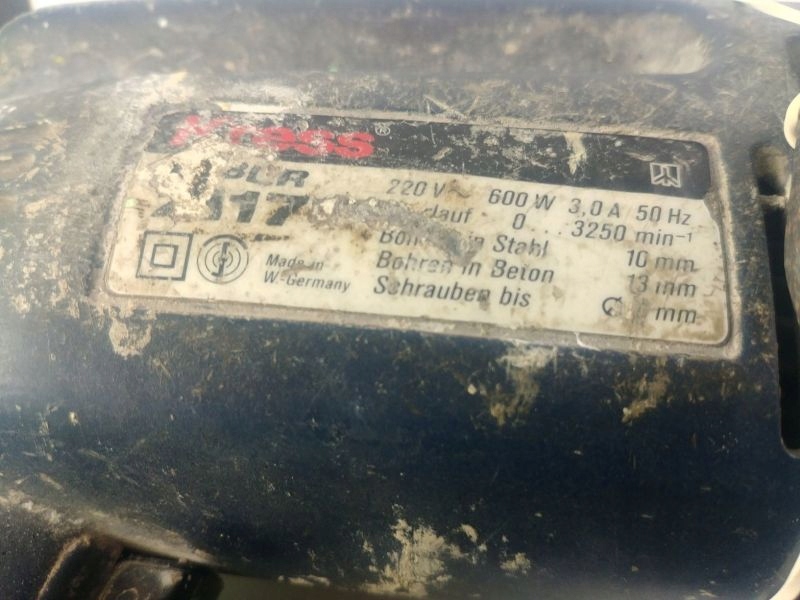 Kress®
220 V ~ 600 W 3,0 A 50 Hz
0...3250 min⁻¹
in Stahl 10 mm
Bohren in Beton 13 mm
Schrauben bis mm
Made in
W.-Germany